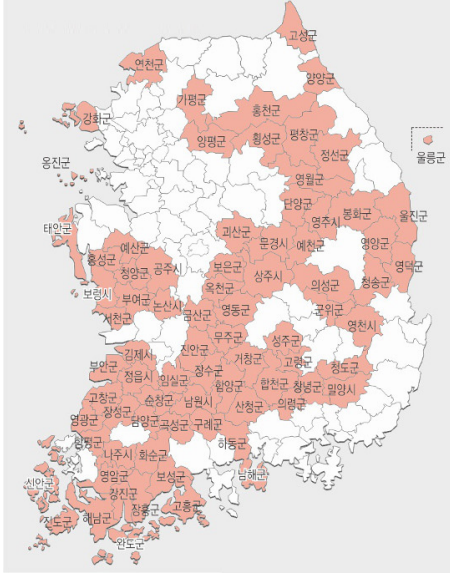 고성군
연천군
양양군
가평군
홍천군
강화군
양평군
횡성군
평창군
정선군
울릉군
옹진군
영월군
단양군
태안군
괴산군
영주시
봉화군
울진군
예산군
문경시
예천군
영양군
홍성군
청양군
공주시
보은군
상주시
영덕군
보령시
옥천군
의성군
청송군
부여군
논산시
서천군
금산군
영동군
군위군
영천시
무주군
성주군
김제시
진안군
거창군
고령군
청도군
부안군
정읍시
임실군
장수군
함양군
합천군
창녕군
밀양시
고창군
순창군
남원시
산청군
의령군
장성군
영광군
담양군
곡성군
구례군
함평군
하동군
나주시
화순군
신안군
영암군
보성군
남해군
강진군
고흥군
진도군
해남군
장흥군
완도군